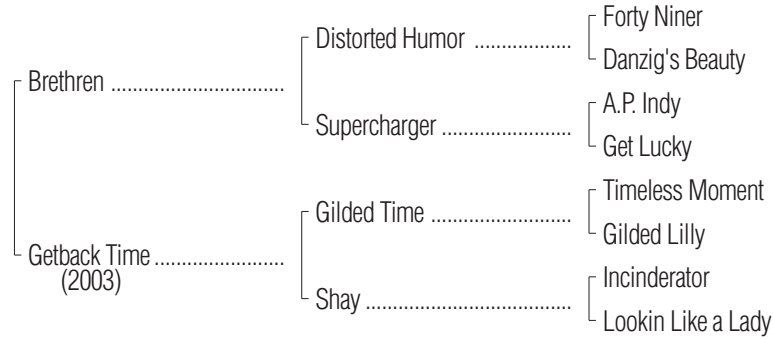 Forty Niner
Distorted Humor ..................
Danzig's Beauty
Brethren ................................
A.P. Indy
Supercharger ........................
Get Lucky
Timeless Moment
Gilded Time ..........................
Gilded Lilly
Getback Time ........................
(2003)
Incinderator
Shay ......................................
Lookin Like a Lady